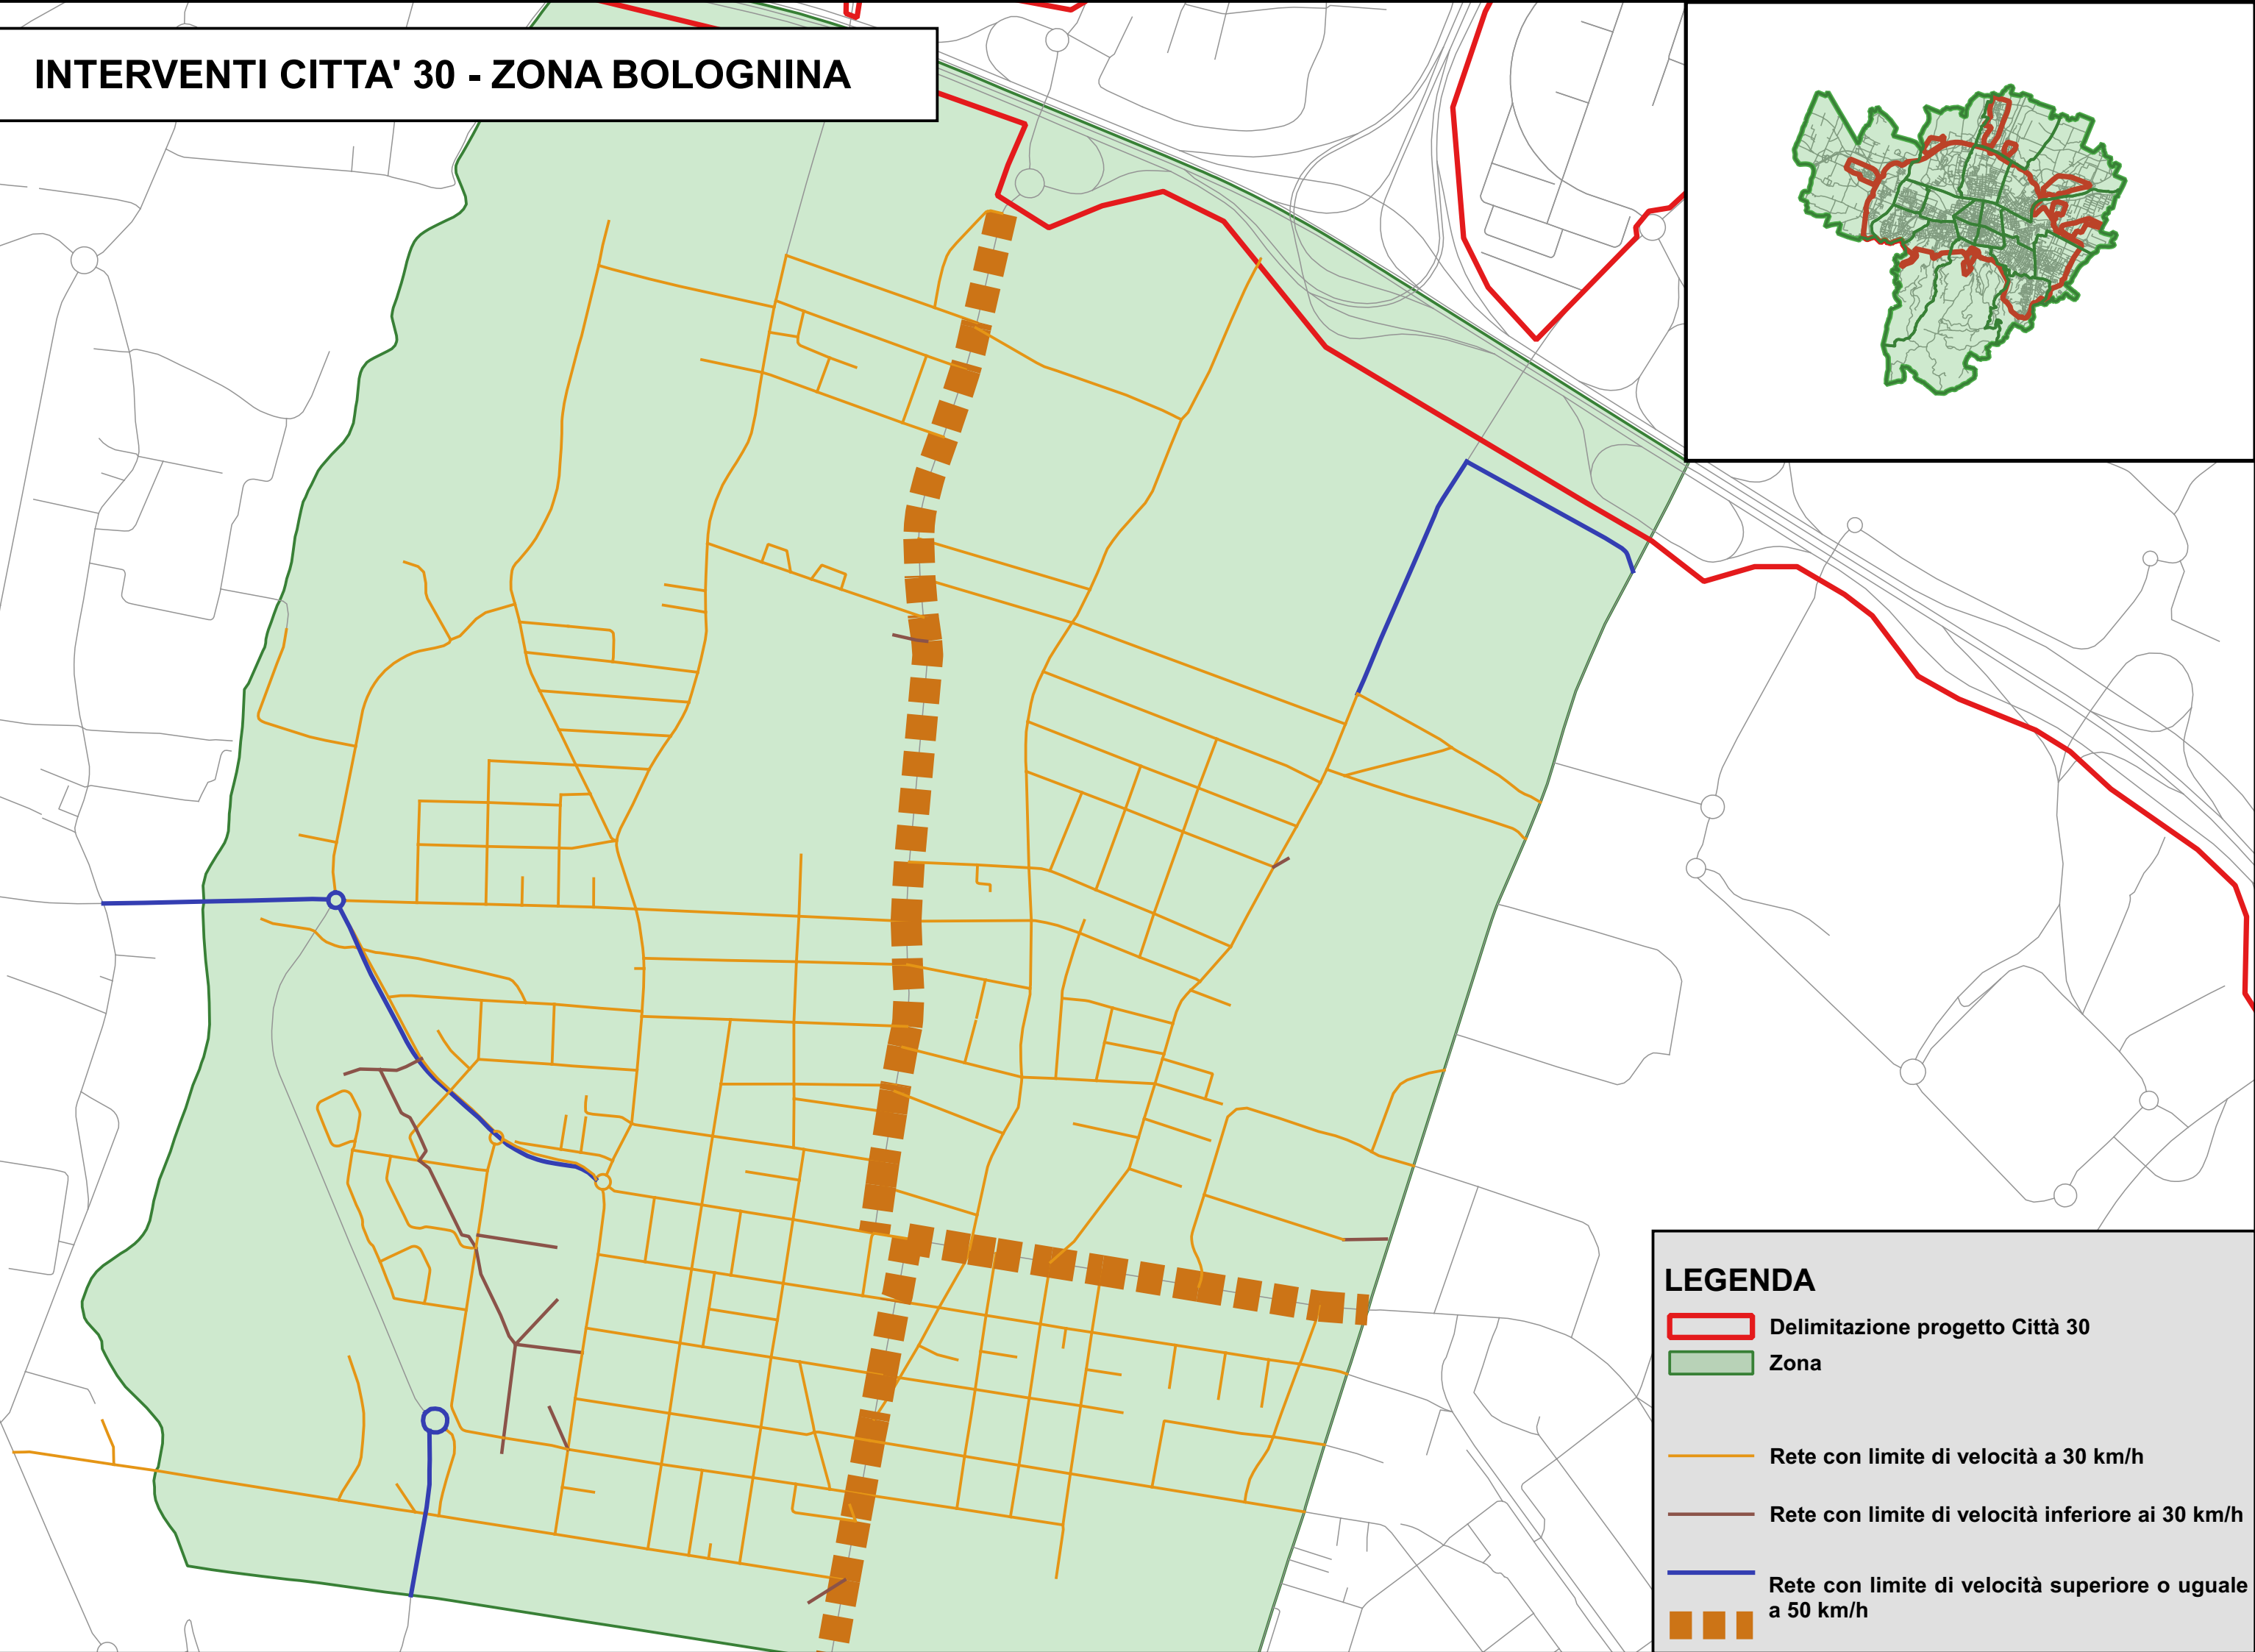 INTERVENTI CITTA' 30 - ZONA BOLOGNINA
LEGENDA
Delimitazione progetto Città 30
Zona
Rete con limite di velocità a 30 km/h
Rete con limite di velocità inferiore ai 30 km/h
Rete con limite di velocità superiore o uguale
a 50 km/h